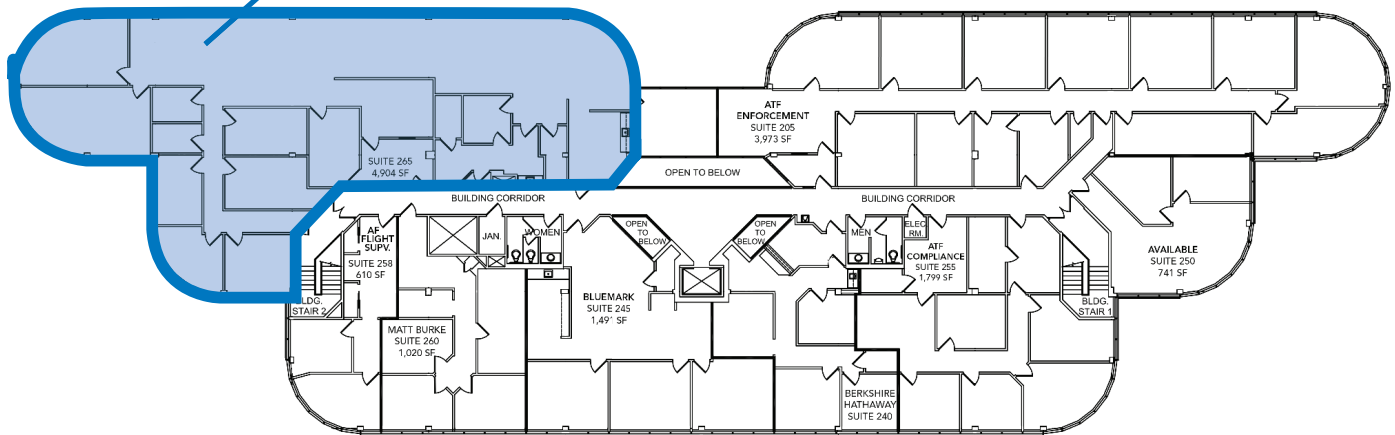 ATF
ENFORCEMENT
SUITE 205
3,973 SF
SUITE 265
4,904 SF
OPEN TO BELOW
BUILDING CORRIDOR
BUILDING CORRIDOR
AF
FLIGHT
SUPV.
SUITE 258
610 SF
JAN.
WOMEN
OPEN
TO
BELOW
OPEN
TO
BELOW
MEN
ELEC
RM.
ATF
COMPLIANCE
SUITE 255
1,799 SF
AVAILABLE
SUITE 250
741 SF
BLDG.
STAIR 2
BLUEMARK
SUITE 245
1,49' SF
BLDG.
STAIR 1
MATT BURKE
SUITE 260
1,020 SF
BERKSHIRE
HATHAWAY
SUITE 240